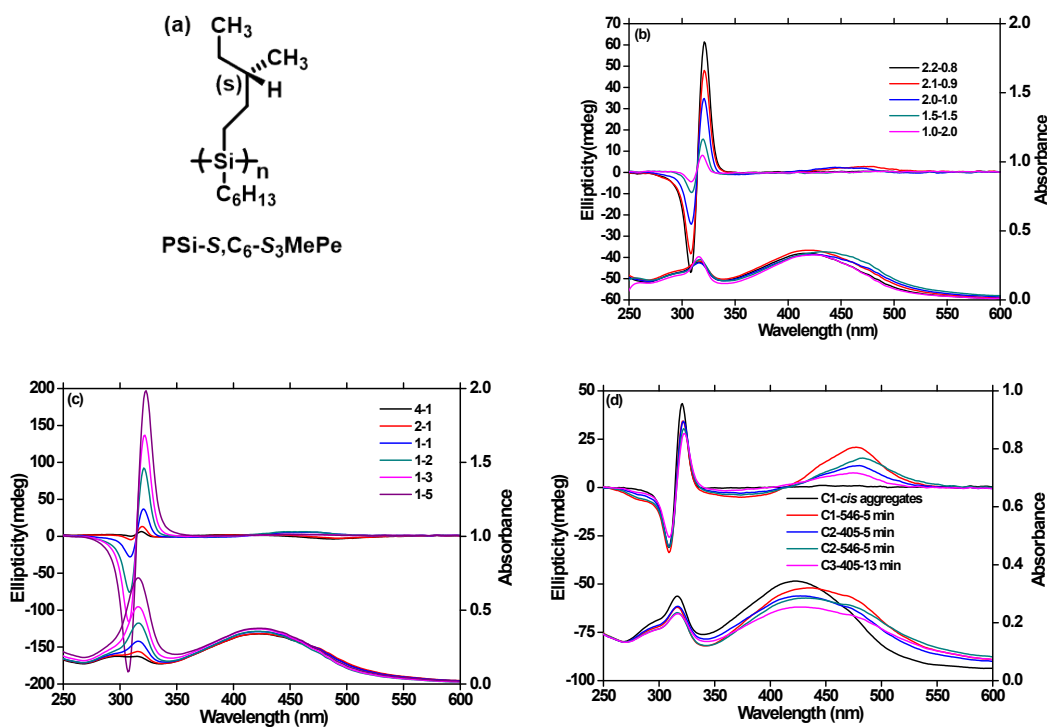 (a)
CH₃
CH₃
(s)
H
Si
n
C₆H₁₃
PSi-S,C₆-S₃MePe
(b)
2.2-0.8
2.1-0.9
2.0-1.0
1.5-1.5
1.0-2.0
70
60
50
40
30
20
10
0
-10
-20
-30
-40
-50
-60
Ellipticity(mdeg)
2.0
1.5
1.0
0.5
0.0
Absorbance
250 300 350 400 450 500 550 600
Wavelength (nm)
(c)
4-1
2-1
1-1
1-2
1-3
1-5
200
150
100
50
0
-50
-100
-150
-200
Ellipticity(mdeg)
2.0
1.5
1.0
0.5
0.0
Absorbance
250 300 350 400 450 500 550 600
Wavelength (nm)
(d)
C1-cis aggregates
C1-546-5 min
C2-405-5 min
C2-546-5 min
C3-405-13 min
50
25
0
-25
-50
-75
-100
Ellipticity(mdeg)
1.0
0.8
0.6
0.4
0.2
0.0
Absorbance
250 300 350 400 450 500 550 600
Wavelength (nm)